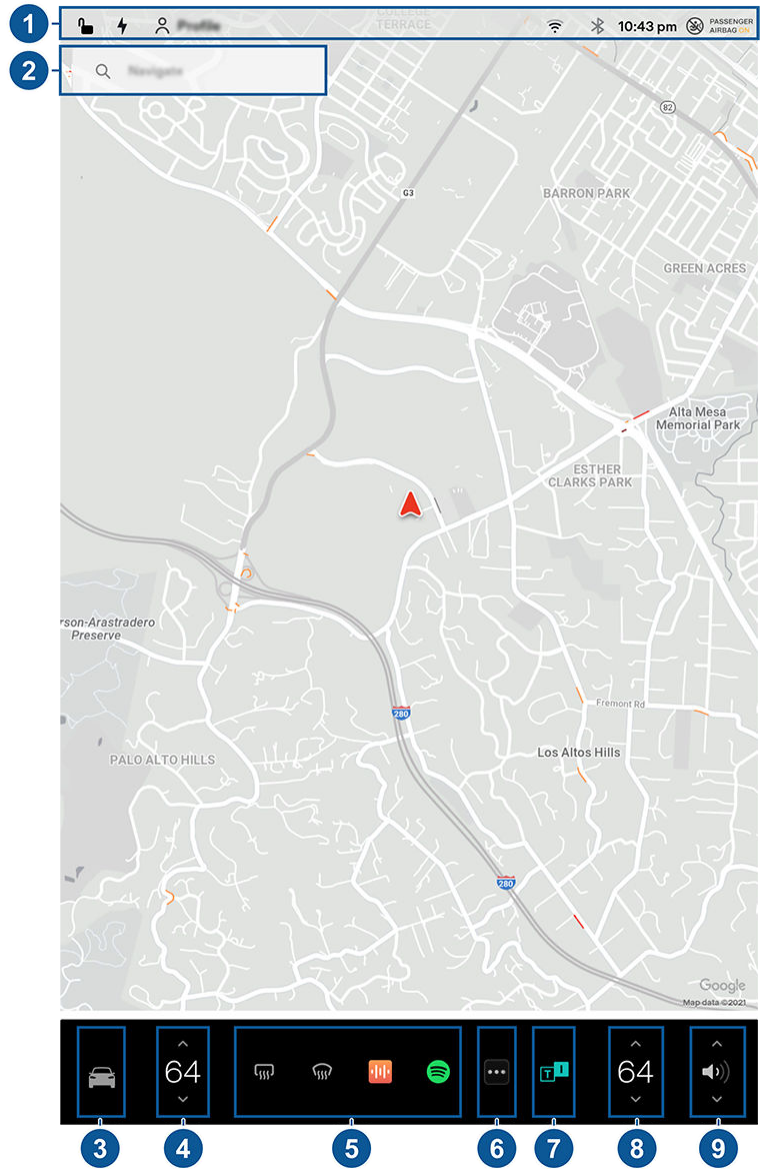 1
Profile
COLLEGE
TERRACE
10:43 pm
PASSENGER
AIRBAG ON
2
Navigate
82
G3
BARRON PARK
GREEN ACRES
Alta Mesa
Memorial Park
ESTHER
CLARKS PARK
rson-Arastradero
Preserve
280
Fremont Rd
Los Altos Hills
PALO ALTO HILLS
280
Google
Map data ©2021
64
T I
64
3
4
5
6
7
8
9